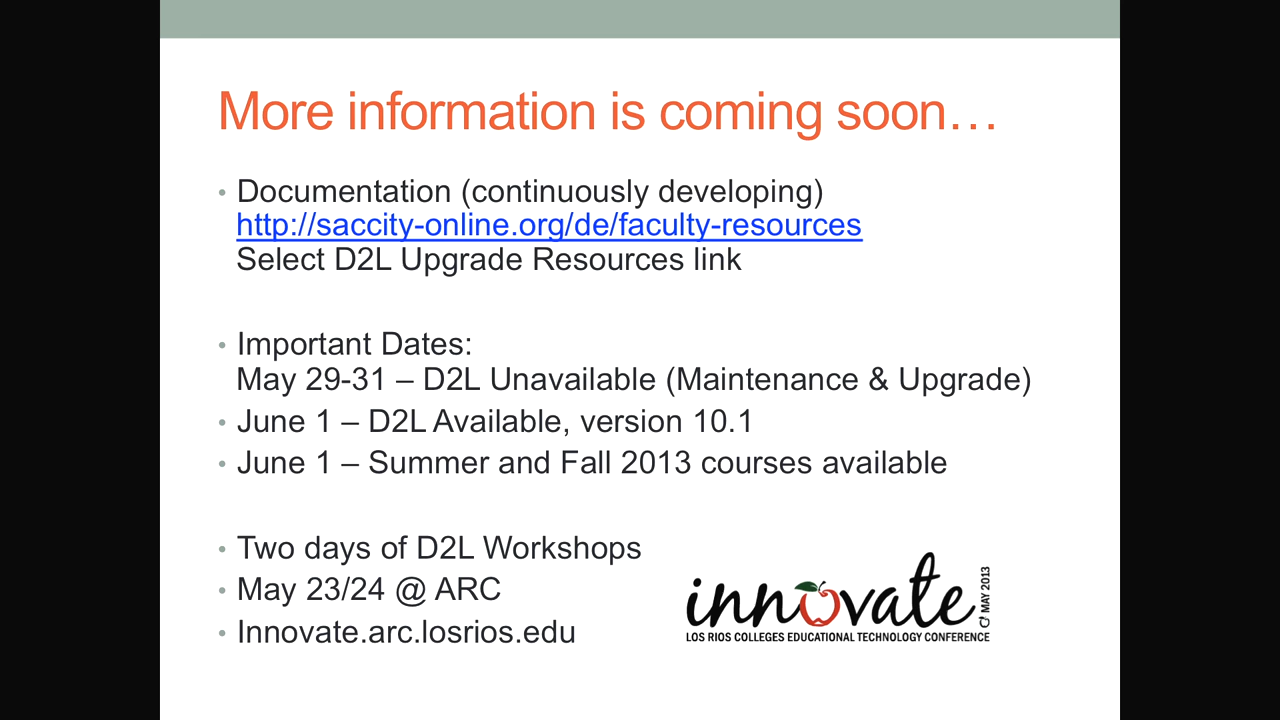 More information is coming soon…
• Documentation (continuously developing)
http://saccity-online.org/de/faculty-resources
Select D2L Upgrade Resources link
• Important Dates:
May 29-31 – D2L Unavailable (Maintenance & Upgrade)
• June 1 – D2L Available, version 10.1
• June 1 – Summer and Fall 2013 courses available
• Two days of D2L Workshops
• May 23/24 @ ARC
• Innovate.arc.losrios.edu
innovate
MAY 2013
LOS RIOS COLLEGES EDUCATIONAL TECHNOLOGY CONFERENCE